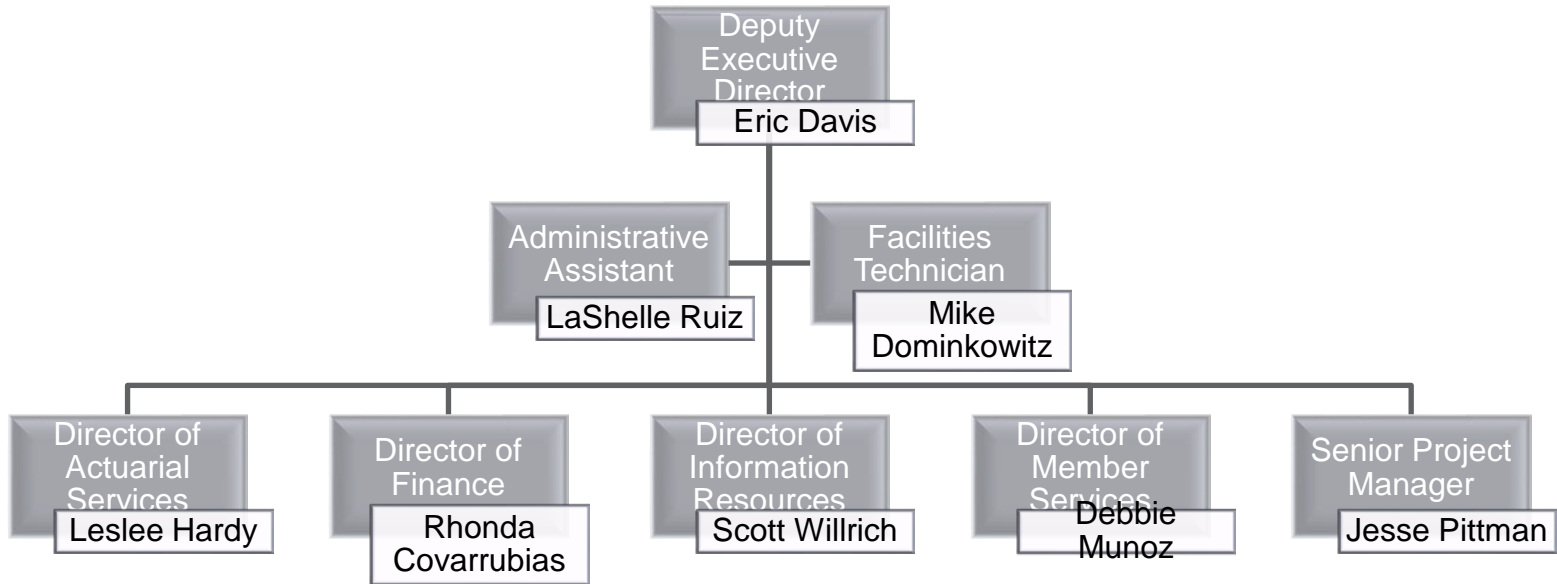 Deputy
Executive
Director
Eric Davis
Administrative
Assistant
LaShelle Ruiz
Facilities
Technician
Mike
Dominkowitz
Director of
Actuarial
Services
Leslee Hardy
Director of
Finance
Rhonda
Covarrubias
Director of
Information
Resources
Scott Willrich
Director of
Member
Services
Debbie
Munoz
Senior Project
Manager
Jesse Pittman